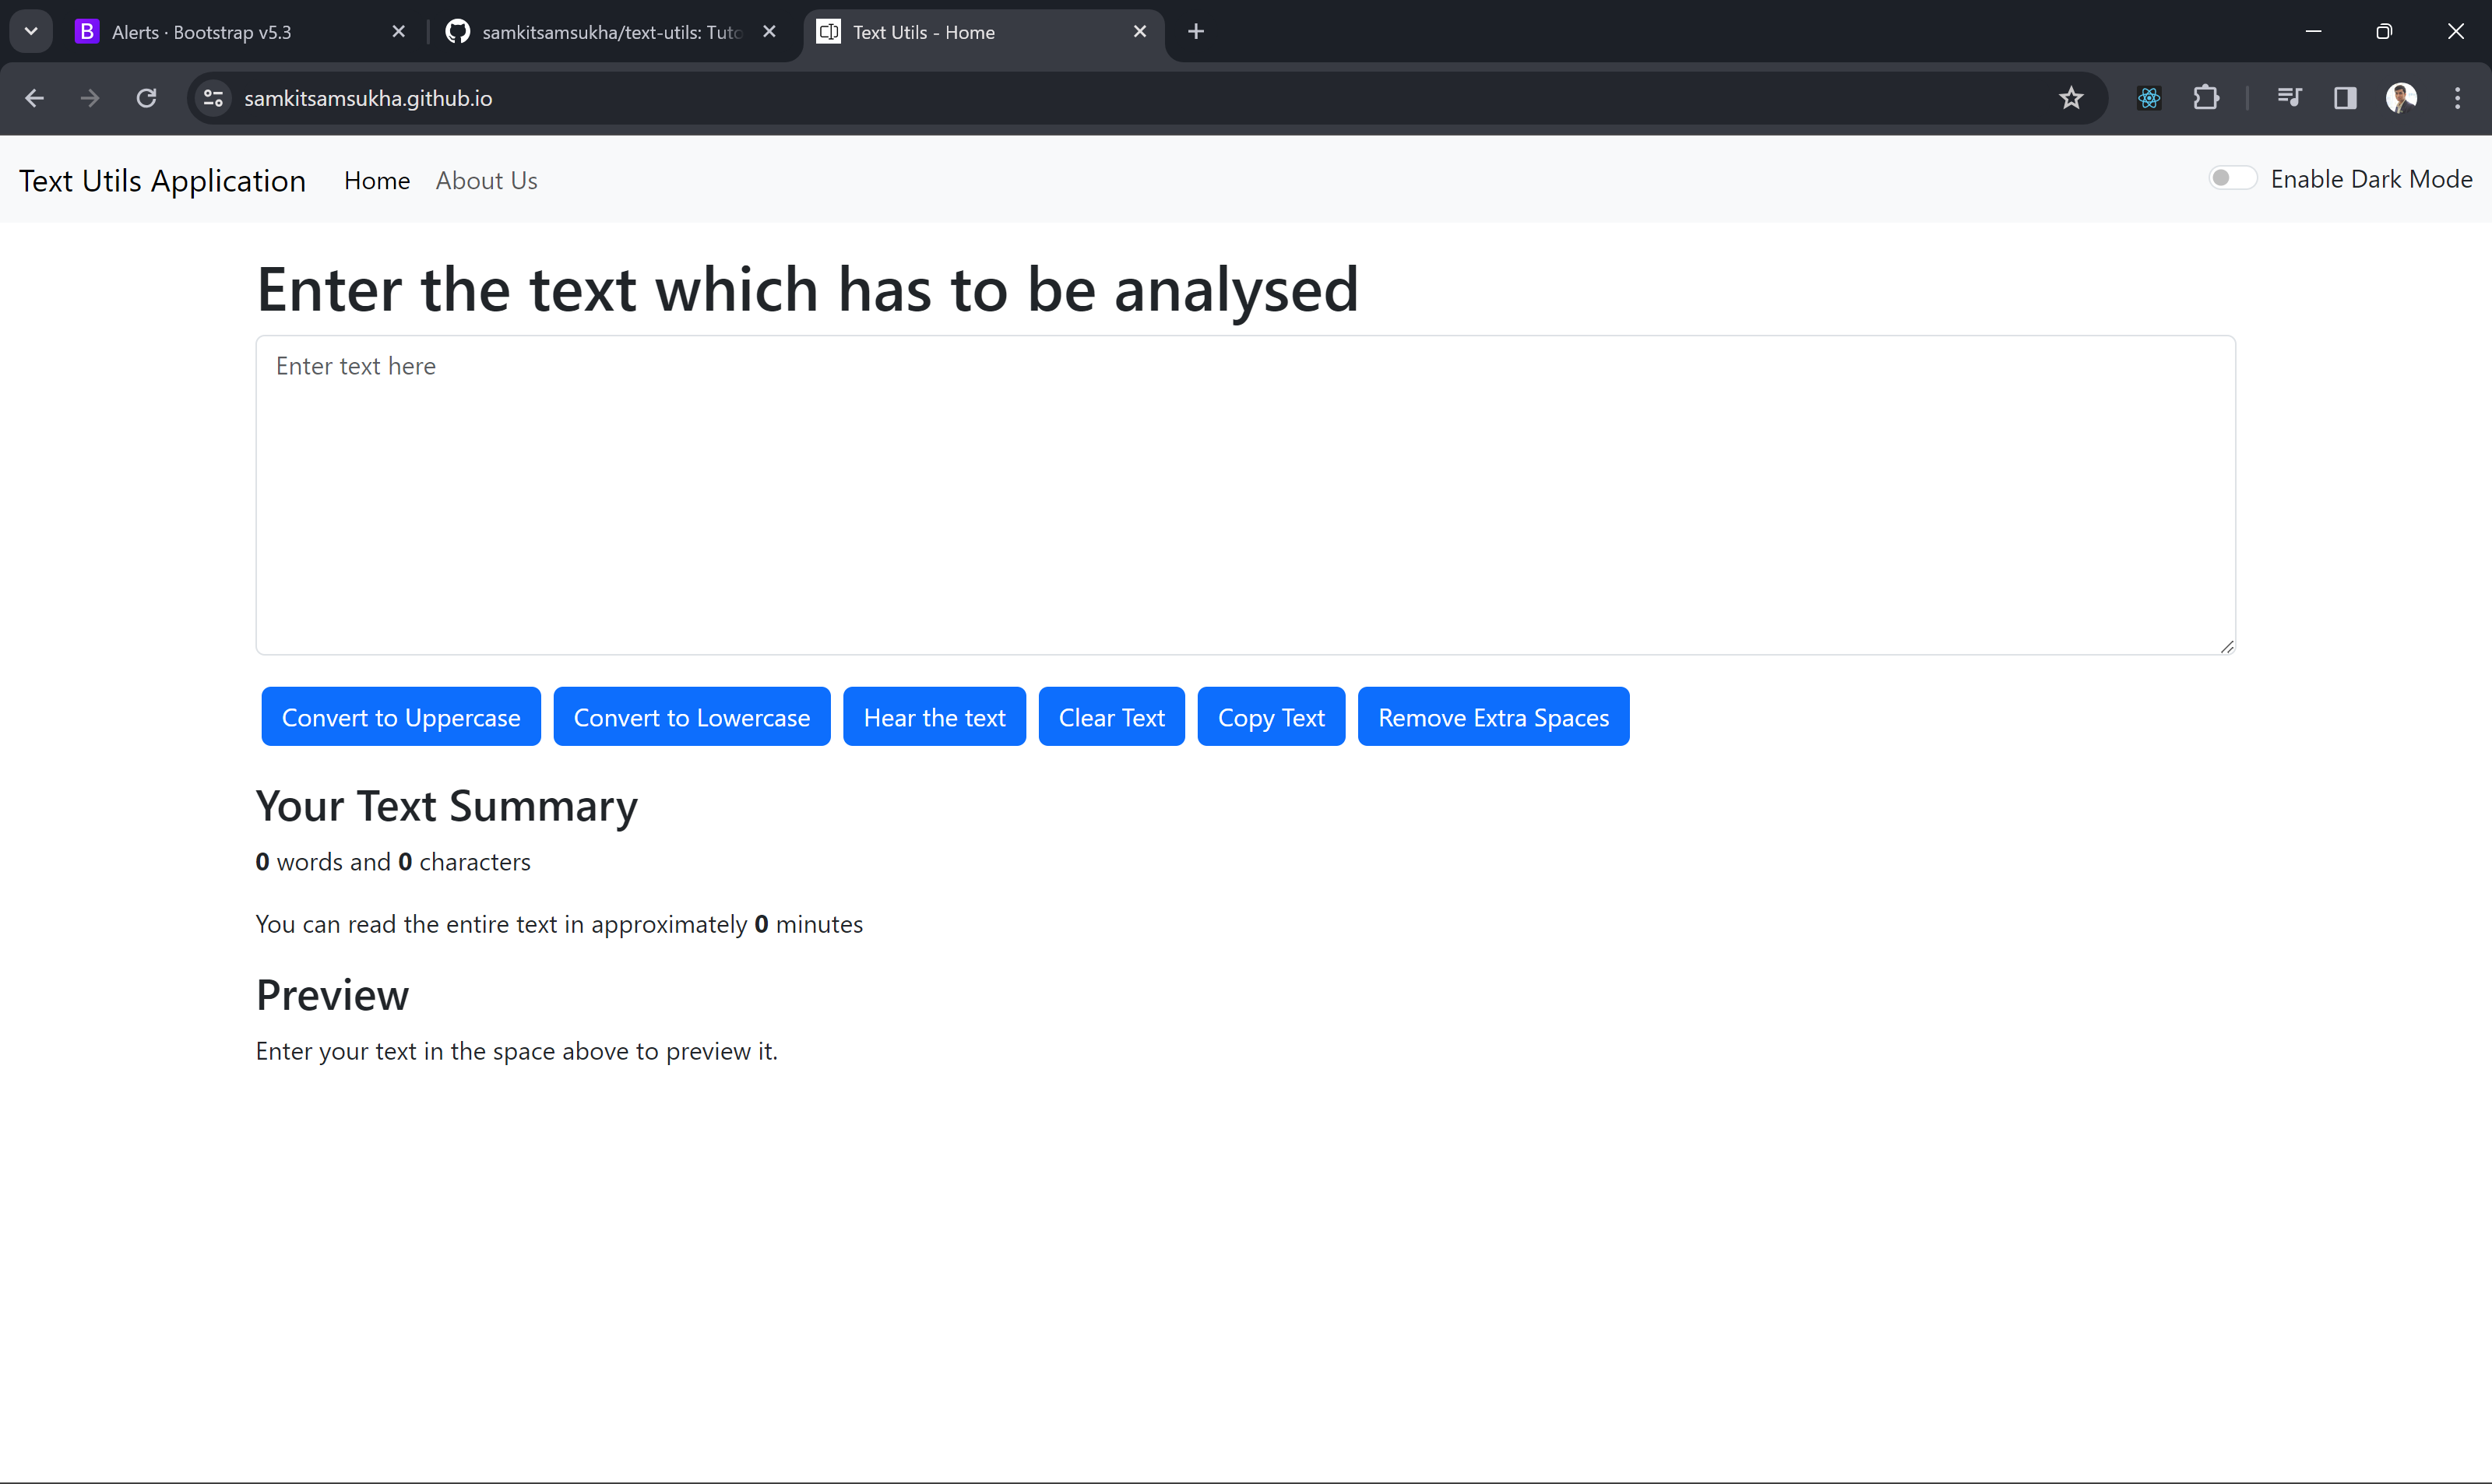 Alerts · Bootstrap v5.3
samkitsamsukha/text-utils: Tuto
Text Utils - Home
samkitsamsukha.github.io
Text Utils Application Home About Us Enable Dark Mode
Enter the text which has to be analysed
Enter text here
Convert to Uppercase Convert to Lowercase Hear the text Clear Text Copy Text Remove Extra Spaces
Your Text Summary
0 words and 0 characters
You can read the entire text in approximately 0 minutes
Preview
Enter your text in the space above to preview it.